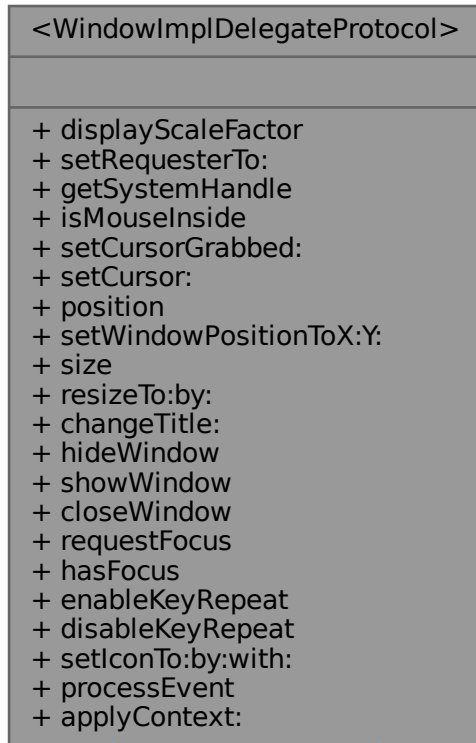 <WindowImplDelegateProtocol>
+ displayScaleFactor
+ setRequesterTo:
+ getSystemHandle
+ isMouseInside
+ setCursorGrabbed:
+ setCursor:
+ position
+ setWindowPositionToX:Y:
+ size
+ resizeTo:by:
+ changeTitle:
+ hideWindow
+ showWindow
+ closeWindow
+ requestFocus
+ hasFocus
+ enableKeyRepeat
+ disableKeyRepeat
+ setIconTo:by:with:
+ processEvent
+ applyContext: